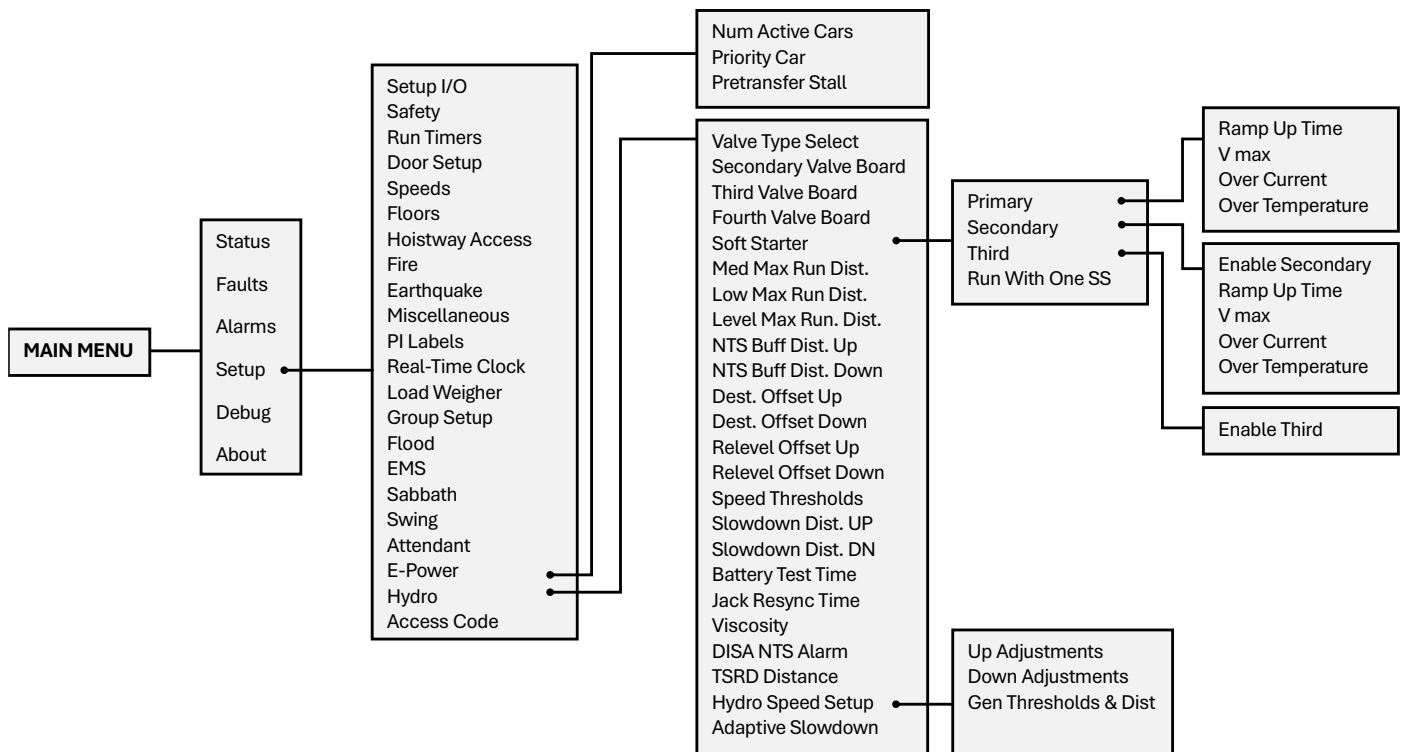 MAIN MENU
Status
Faults
Alarms
Setup
Debug
About
Setup I/O
Safety
Run Timers
Door Setup
Speeds
Floors
Hoistway Access
Fire
Earthquake
Miscellaneous
PI Labels
Real-Time Clock
Load Weigher
Group Setup
Flood
EMS
Sabbath
Swing
Attendant
E-Power
Hydro
Access Code
Num Active Cars
Priority Car
Pretransfer Stall
Valve Type Select
Secondary Valve Board
Third Valve Board
Fourth Valve Board
Soft Starter
Med Max Run Dist.
Low Max Run Dist.
Level Max Run. Dist.
NTS Buff Dist. Up
NTS Buff Dist. Down
Dest. Offset Up
Dest. Offset Down
Relevel Offset Up
Relevel Offset Down
Speed Thresholds
Slowdown Dist. UP
Slowdown Dist. DN
Battery Test Time
Jack Resync Time
Viscosity
DISA NTS Alarm
TSRD Distance
Hydro Speed Setup
Adaptive Slowdown
Primary
Secondary
Third
Run With One SS
Ramp Up Time
V max
Over Current
Over Temperature
Enable Secondary
Ramp Up Time
V max
Over Current
Over Temperature
Enable Third
Up Adjustments
Down Adjustments
Gen Thresholds & Dist